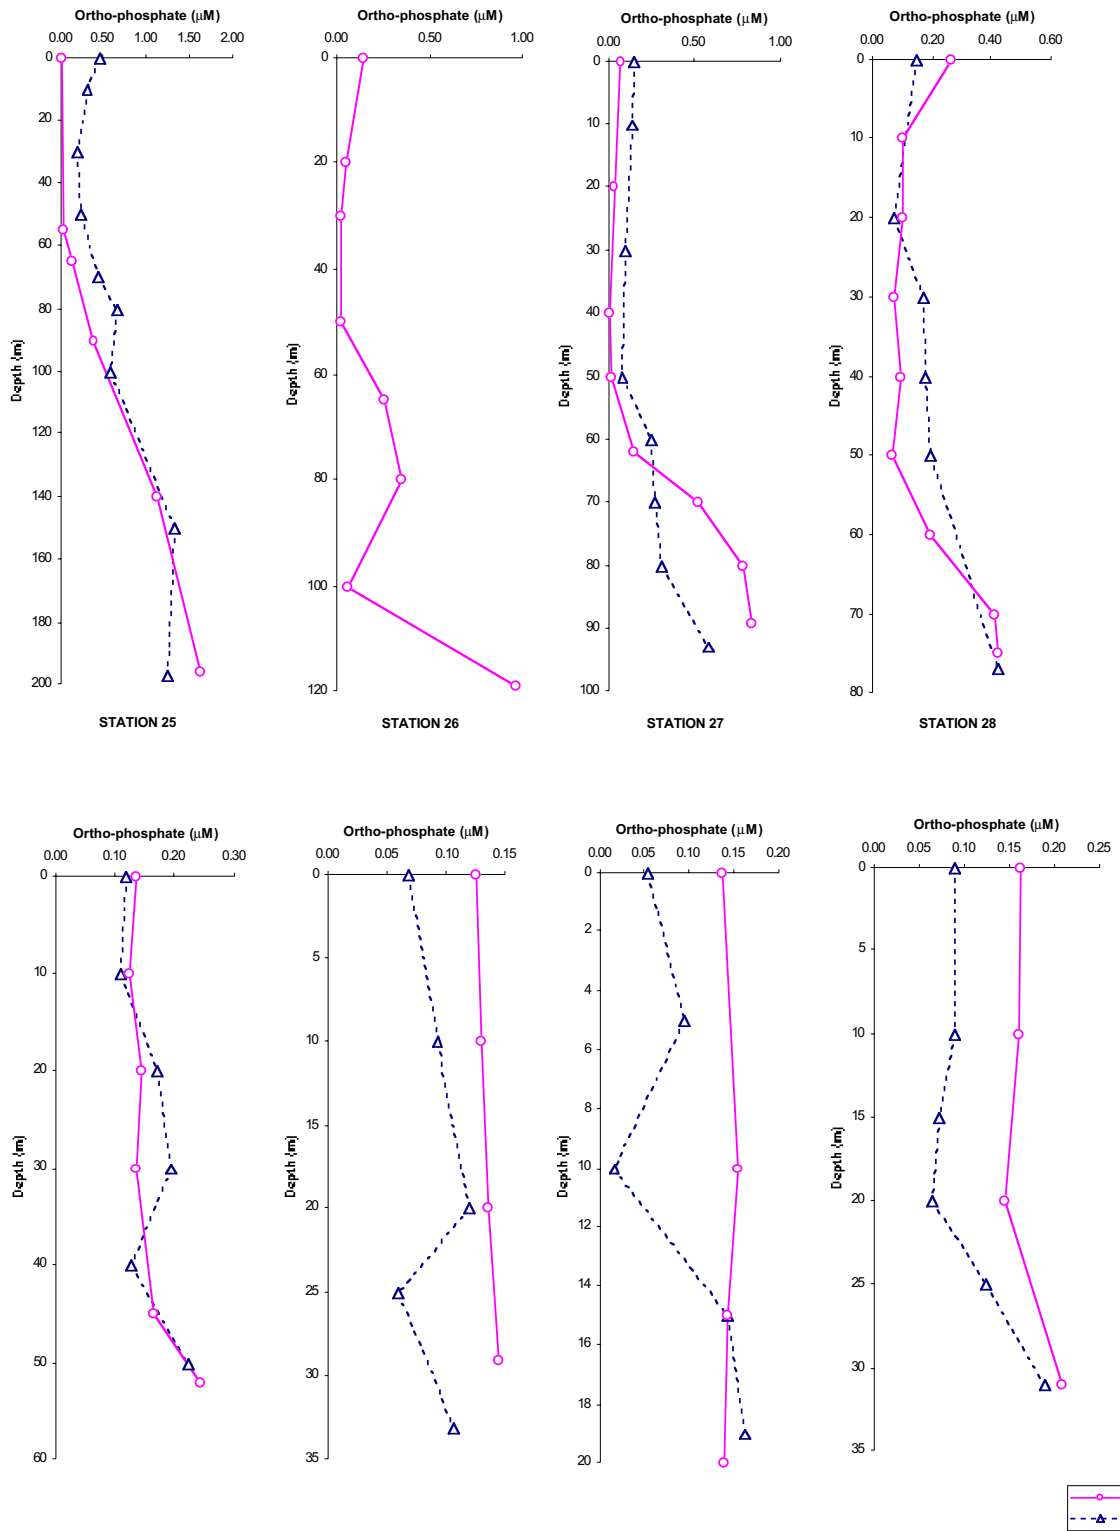 Ortho-phosphate (μM)
0.00 0.50 1.00 1.50 2.00
0
20
40
60
80
100
120
140
160
180
200
Depth (m)
STATION 25
Ortho-phosphate (μM)
0.00 0.50 1.00
0
20
40
60
80
100
120
Depth (m)
STATION 26
Ortho-phosphate (μM)
0.00 0.50 1.00
0
10
20
30
40
50
60
70
80
90
100
Depth (m)
STATION 27
Ortho-phosphate (μM)
0.00 0.20 0.40 0.60
0
10
20
30
40
50
60
70
80
Depth (m)
STATION 28
Ortho-phosphate (μM)
0.00 0.10 0.20 0.30
0
10
20
30
40
50
60
Depth (m)
Ortho-phosphate (μM)
0.00 0.05 0.10 0.15
0
5
10
15
20
25
30
35
Depth (m)
Ortho-phosphate (μM)
0.00 0.05 0.10 0.15 0.20
0
2
4
6
8
10
12
14
16
18
20
Depth (m)
Ortho-phosphate (μM)
0.00 0.05 0.10 0.15 0.20 0.25
0
5
10
15
20
25
30
35
Depth (m)